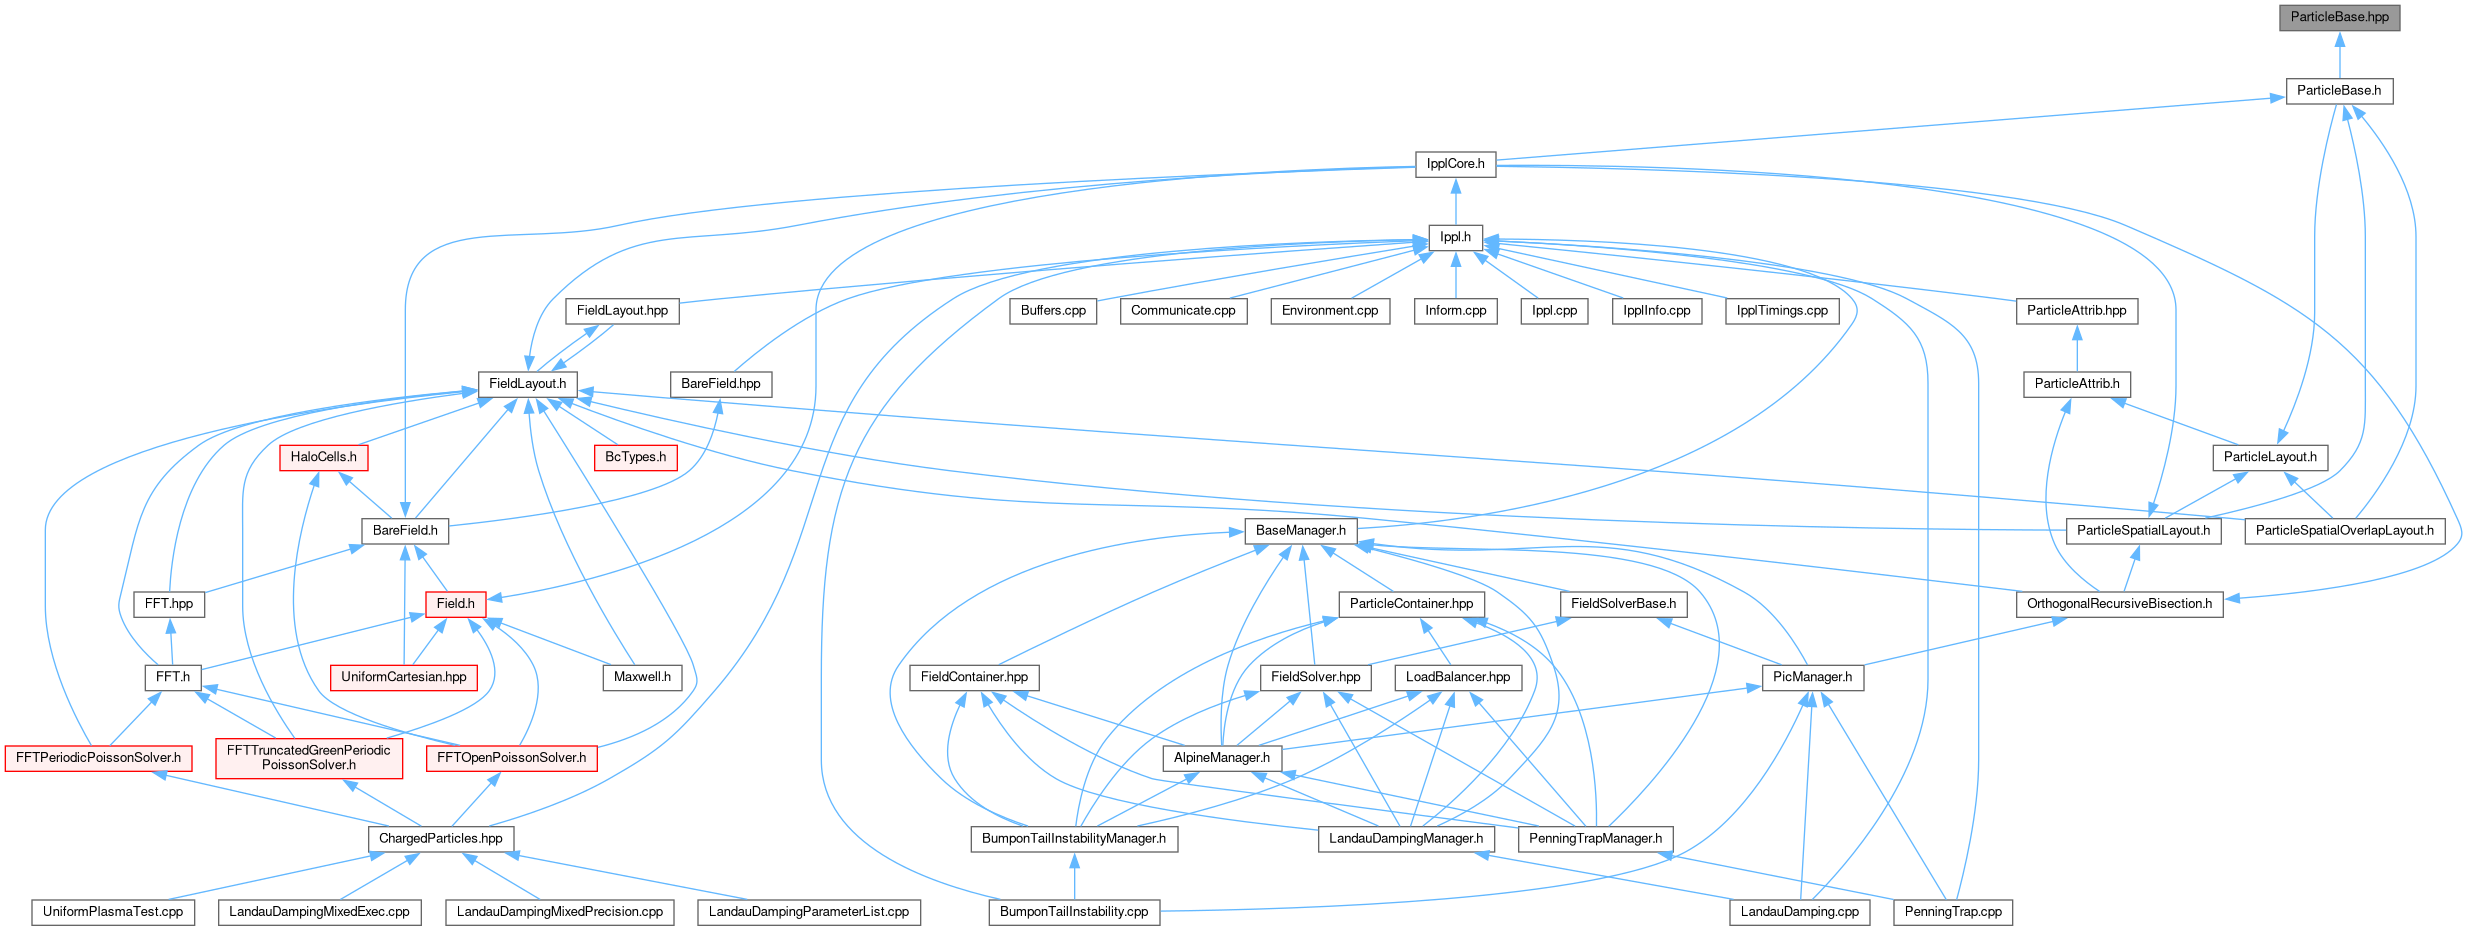 ParticleBase.hpp
ParticleBase.h
IpplCore.h
Ippl.h
FieldLayout.hpp
Buffers.cpp
Communicate.cpp
Environment.cpp
Inform.cpp
Ippl.cpp
IpplInfo.cpp
IpplTimings.cpp
ParticleAttrib.hpp
FieldLayout.h
BareField.hpp
ParticleAttrib.h
HaloCells.h
BcTypes.h
ParticleLayout.h
BareField.h
BaseManager.h
ParticleSpatialLayout.h
ParticleSpatialOverlapLayout.h
FFT.hpp
Field.h
ParticleContainer.hpp
FieldSolverBase.h
OrthogonalRecursiveBisection.h
FFT.h
UniformCartesian.hpp
Maxwell.h
FieldContainer.hpp
FieldSolver.hpp
LoadBalancer.hpp
PicManager.h
FFTPeriodicPoissonSolver.h
FFTTruncatedGreenPeriodic
PoissonSolver.h
FFTOpenPoissonSolver.h
AlpineManager.h
ChargedParticles.hpp
BumponTailInstabilityManager.h
LandauDampingManager.h
PenningTrapManager.h
UniformPlasmaTest.cpp
LandauDampingMixedExec.cpp
LandauDampingMixedPrecision.cpp
LandauDampingParameterList.cpp
BumponTailInstability.cpp
LandauDamping.cpp
PenningTrap.cpp